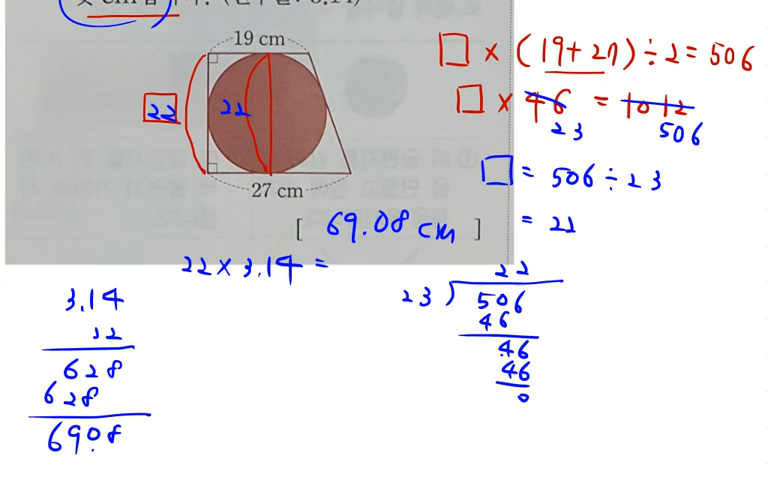 19 cm
22
22
27 cm
[ 69.08 cm ]
□ × (19+27)÷2=506
□ × 46 = 1012
23 506
□ = 506÷23
= 22
22×3.14=
3.14
22
628
628
6908
22
23 ) 506
46
46
46
0